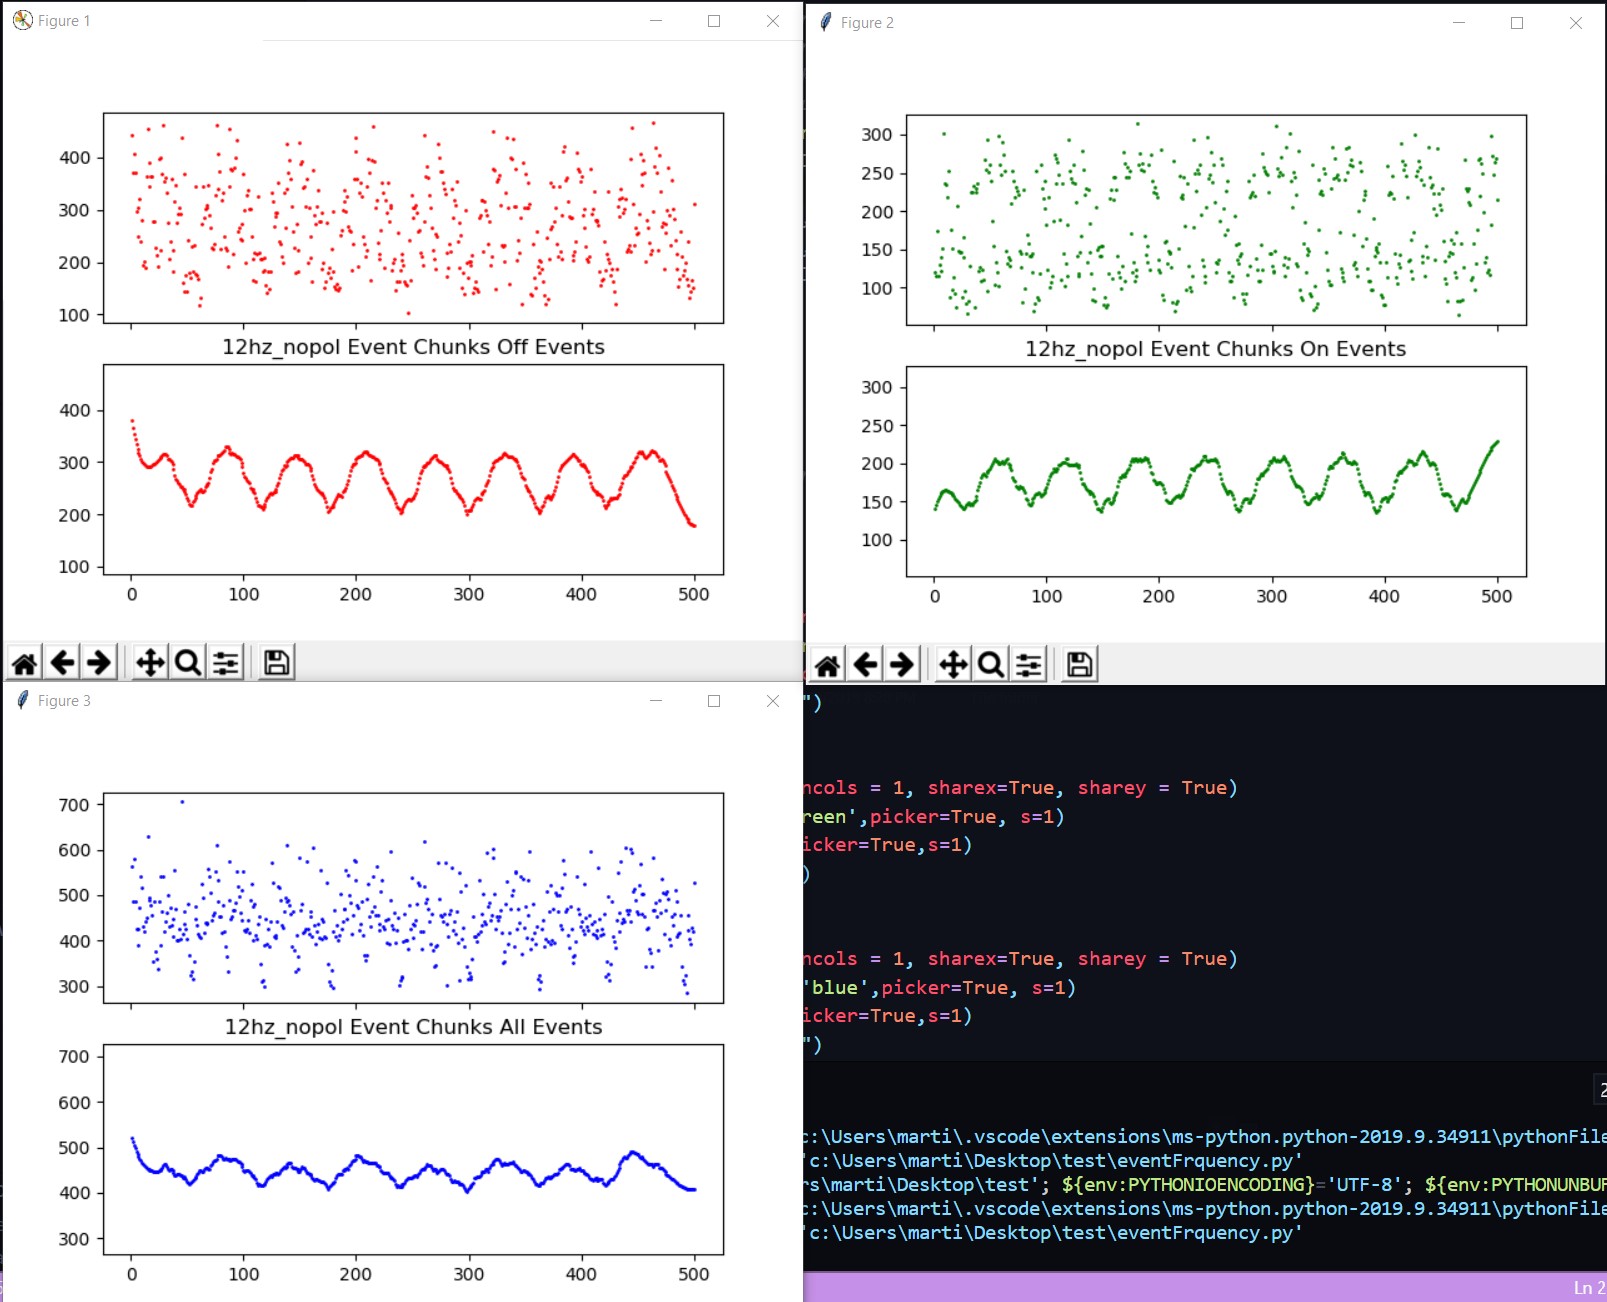 Figure 1
400
300
200
100
12hz_nopol Event Chunks Off Events
400
300
200
100
0 100 200 300 400 500
Figure 2
300
250
200
150
100
12hz_nopol Event Chunks On Events
300
250
200
150
100
0 100 200 300 400 500
Figure 3
700
600
500
400
300
12hz_nopol Event Chunks All Events
700
600
500
400
300
0 100 200 300 400 500
")
ncols = 1, sharex=True, sharey = True)
reen',picker=True, s=1)
icker=True,s=1)
)
ncols = 1, sharex=True, sharey = True)
'blue',picker=True, s=1)
icker=True,s=1)
")
2
c:\Users\marti\.vscode\extensions\ms-python.python-2019.9.34911\pythonFile
'c:\Users\marti\Desktop\test\eventFrquency.py'
rs\marti\Desktop\test'; ${env:PYTHONIOENCODING}='UTF-8'; ${env:PYTHONUNBUF
c:\Users\marti\.vscode\extensions\ms-python.python-2019.9.34911\pythonFile
'c:\Users\marti\Desktop\test\eventFrquency.py'
Ln 2